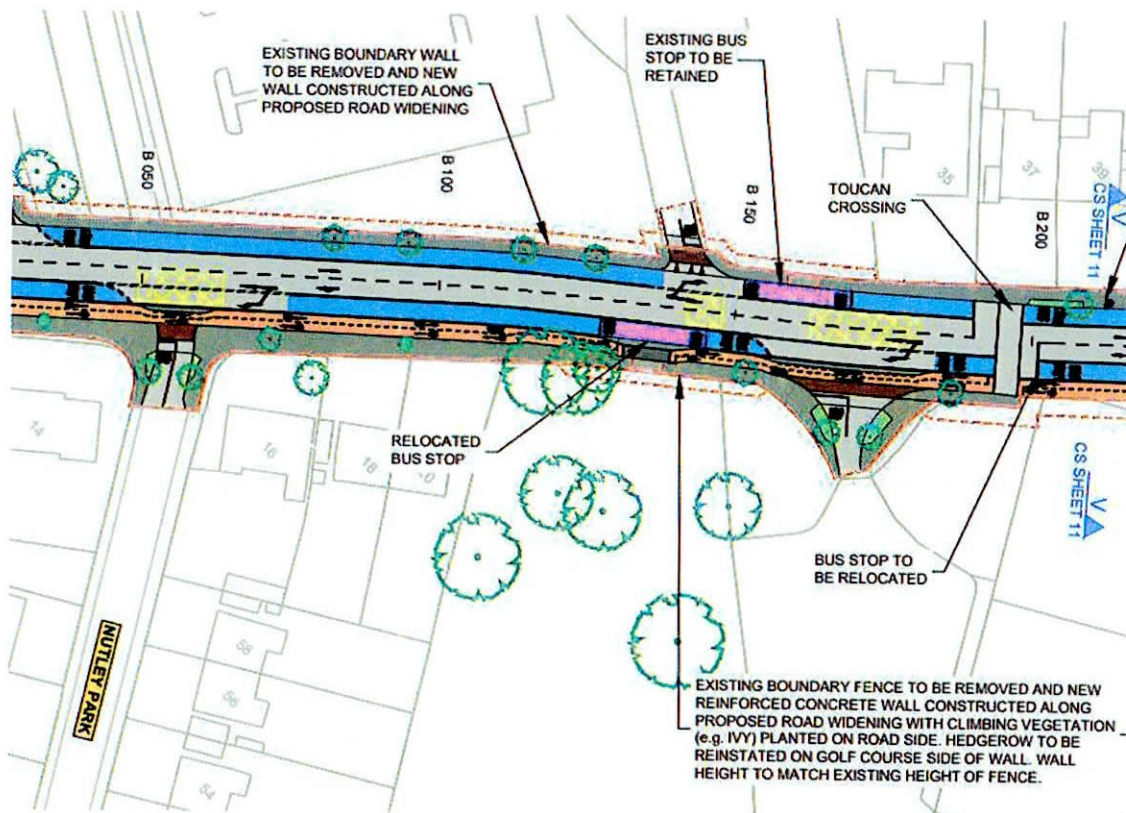 EXISTING BOUNDARY WALL
TO BE REMOVED AND NEW
WALL CONSTRUCTED ALONG
PROPOSED ROAD WIDENING
EXISTING BUS
STOP TO BE
RETAINED
B 050
B 100
B 150
B 200
35
37
39
TOUCAN
CROSSING
V
CS SHEET 11
14
16
18
RELOCATED
BUS STOP
BUS STOP TO
BE RELOCATED
V
CS SHEET 11
NUTLEY PARK
58
56
54
EXISTING BOUNDARY FENCE TO BE REMOVED AND NEW
REINFORCED CONCRETE WALL CONSTRUCTED ALONG
PROPOSED ROAD WIDENING WITH CLIMBING VEGETATION
(e.g. IVY) PLANTED ON ROAD SIDE. HEDGEROW TO BE
REINSTATED ON GOLF COURSE SIDE OF WALL. WALL
HEIGHT TO MATCH EXISTING HEIGHT OF FENCE.